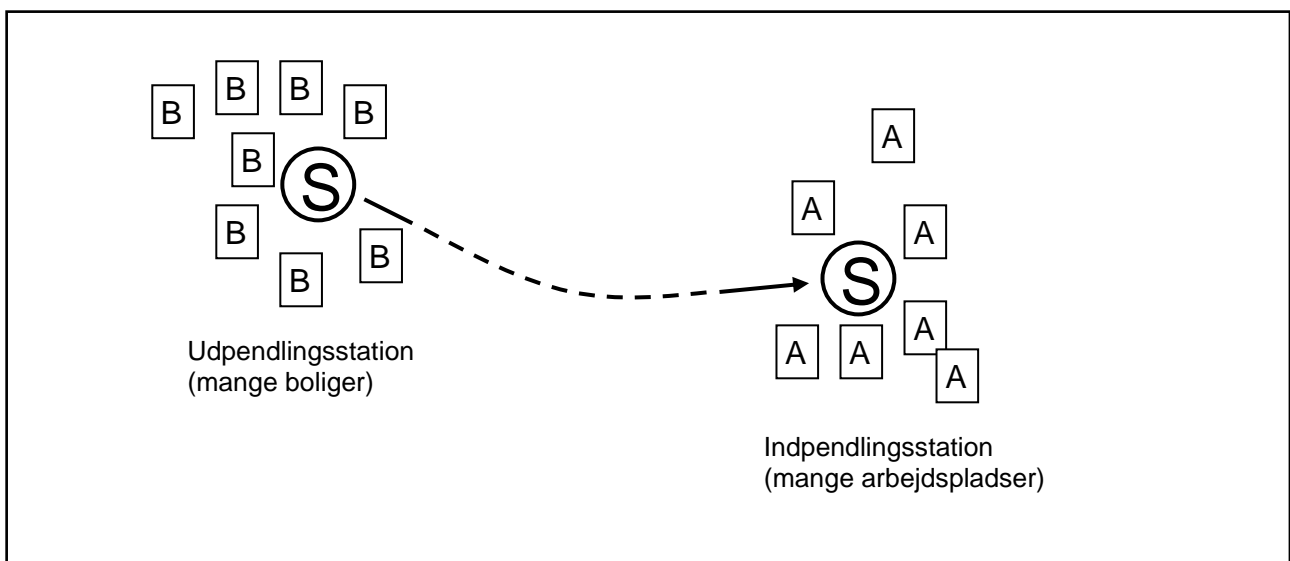 B
B
B
B
B
S
B
B
B
Udpendlingsstation
(mange boliger)
A
A
A
S
A
A
A
A
Indpendlingsstation
(mange arbejdspladser)